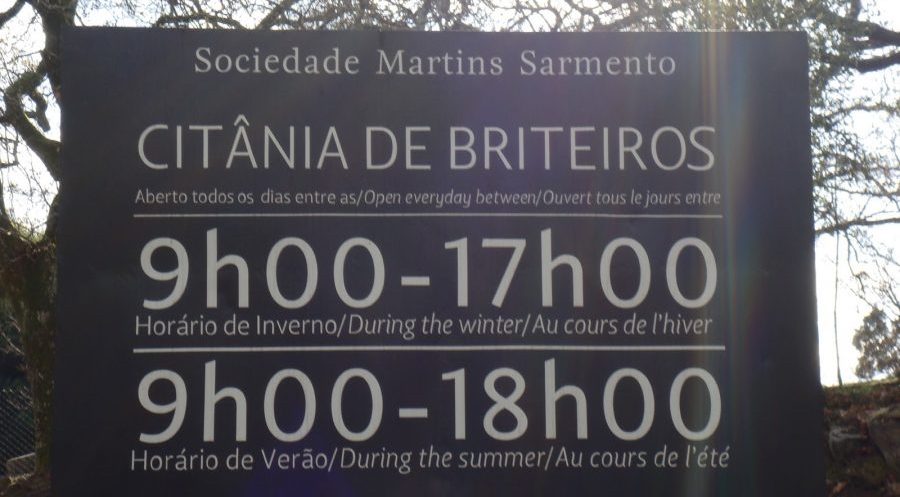 Sociedade Martins Sarmento
CITÂNIA DE BRITEIROS
Aberto todos os dias entre as/Open everyday between/Ouvert tous le jours entre
9h00-17h00
Horário de Inverno/During the winter/Au cours de l'hiver
9h00-18h00
Horário de Verão/During the summer/Au cours de l'été